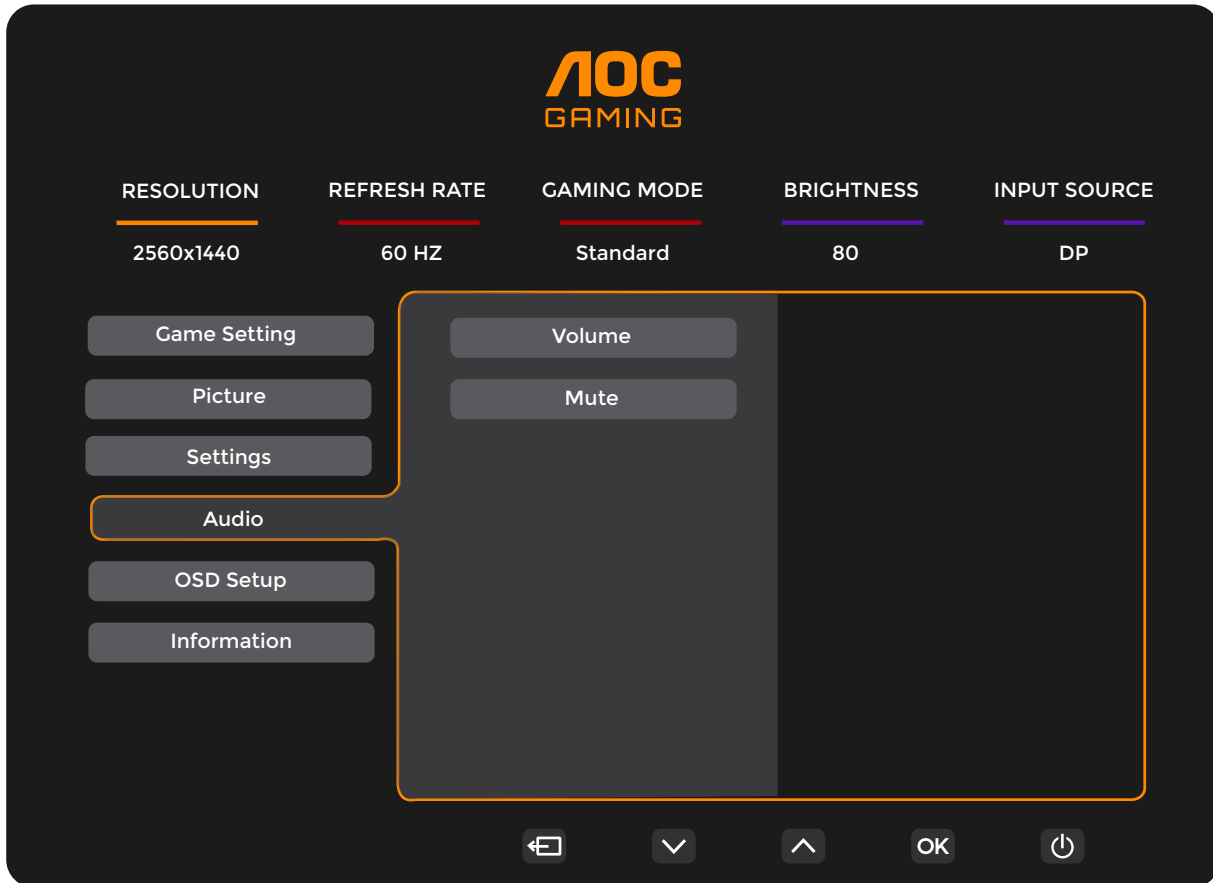 AOC
GAMING
RESOLUTION REFRESH RATE GAMING MODE BRIGHTNESS INPUT SOURCE
2560x1440 60 HZ Standard 80 DP
Game Setting Volume
Picture Mute
Settings
Audio
OSD Setup
Information
OK